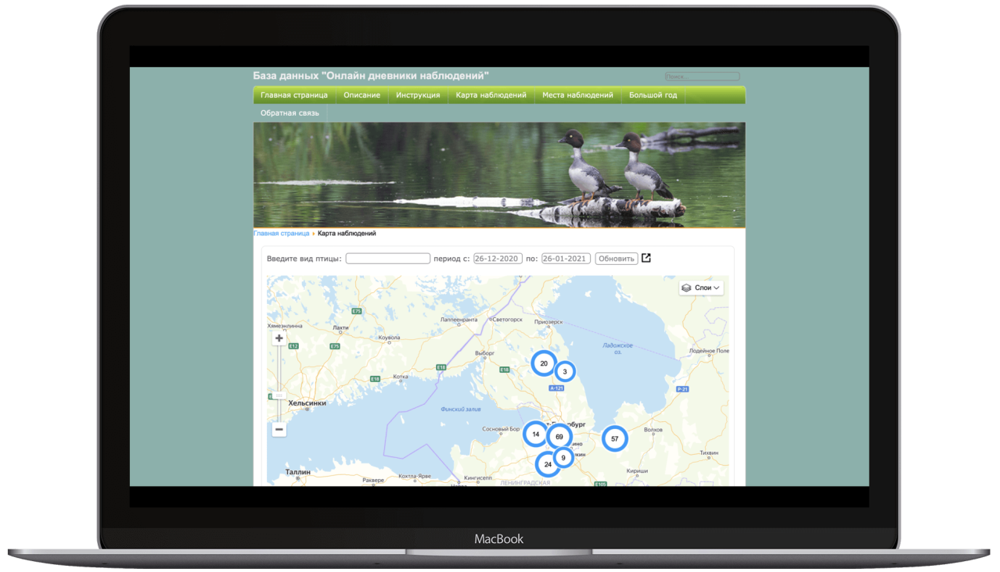 База данных "Онлайн дневники наблюдений"
Поиск...
Главная страница Описание Инструкция Карта наблюдений Места наблюдений Большой год
Обратная связь
Главная страница Карта наблюдений
Введите вид птицы: период с: 26-12-2020 по: 26-01-2021 Обновить
Слои
E75
Хямеэнлинна Лахти Лаппеенранта Светогорск Приозерск
Коувола
E12 E75
Ладожское
оз.
Выборг Лодейное Поле
20 3
E18 E18
Котка
E18 А-121 Р-21
Хельсинки
Финский залив
Сосновый Бор 14 69 57 Волхов
9 Тихвин
24
Таллин Кириши
Раквере Кохтла-Ярве Кингисепп
ЛЕНИНГРАДСКАЯ
E105
MacBook